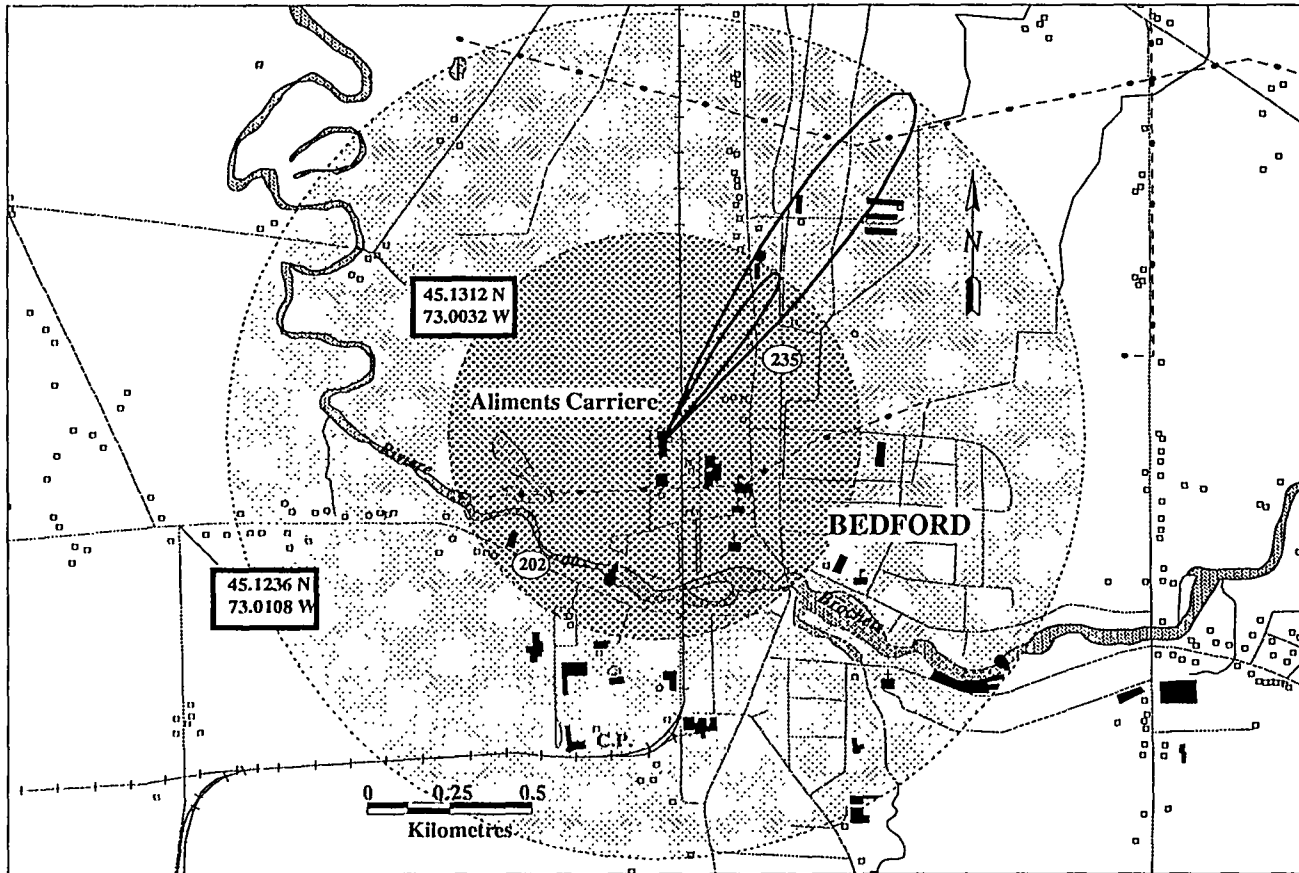 N
45.1312 N
73.0032 W
235
Aliments Carriere
Riviere
BEDFORD
202
45.1236 N
73.0108 W
C.P.
0 0.25 0.5
Kilometres